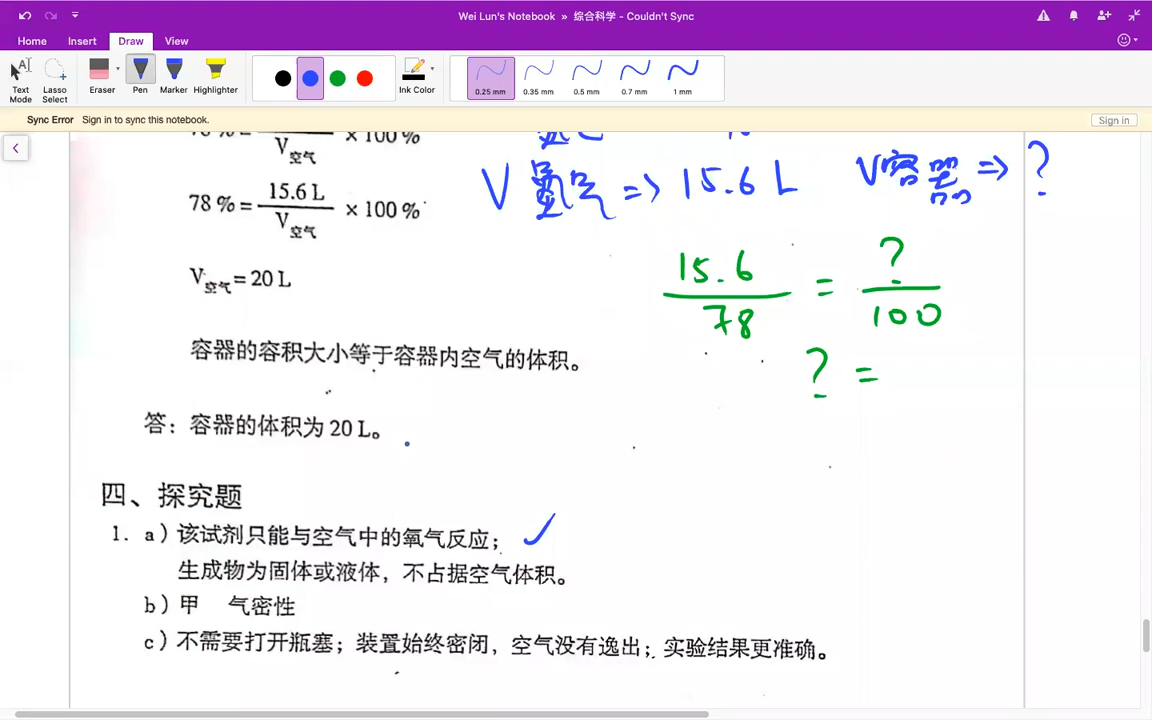 Wei Lun's Notebook » 综合科学 - Couldn't Sync
Home Insert Draw View
Text Mode
Lasso Select
Eraser
Pen
Marker
Highlighter
Ink Color
0.25 mm
0.35 mm
0.5 mm
0.7 mm
1 mm
Sync Error Sign in to sync this notebook.
Sign in
V空气 × 100 %
V 氮气 => 15.6 L V容器 => ?
78 % = 15.6 L / V空气 × 100 %
15.6 / 78 = ? / 100
V空气 = 20 L
? =
容器的容积大小等于容器内空气的体积。
答：容器的体积为 20 L。
四、探究题
1. a）该试剂只能与空气中的氧气反应；
生成物为固体或液体，不占据空气体积。
b）甲 气密性
c）不需要打开瓶塞；装置始终密闭，空气没有逸出；实验结果更准确。